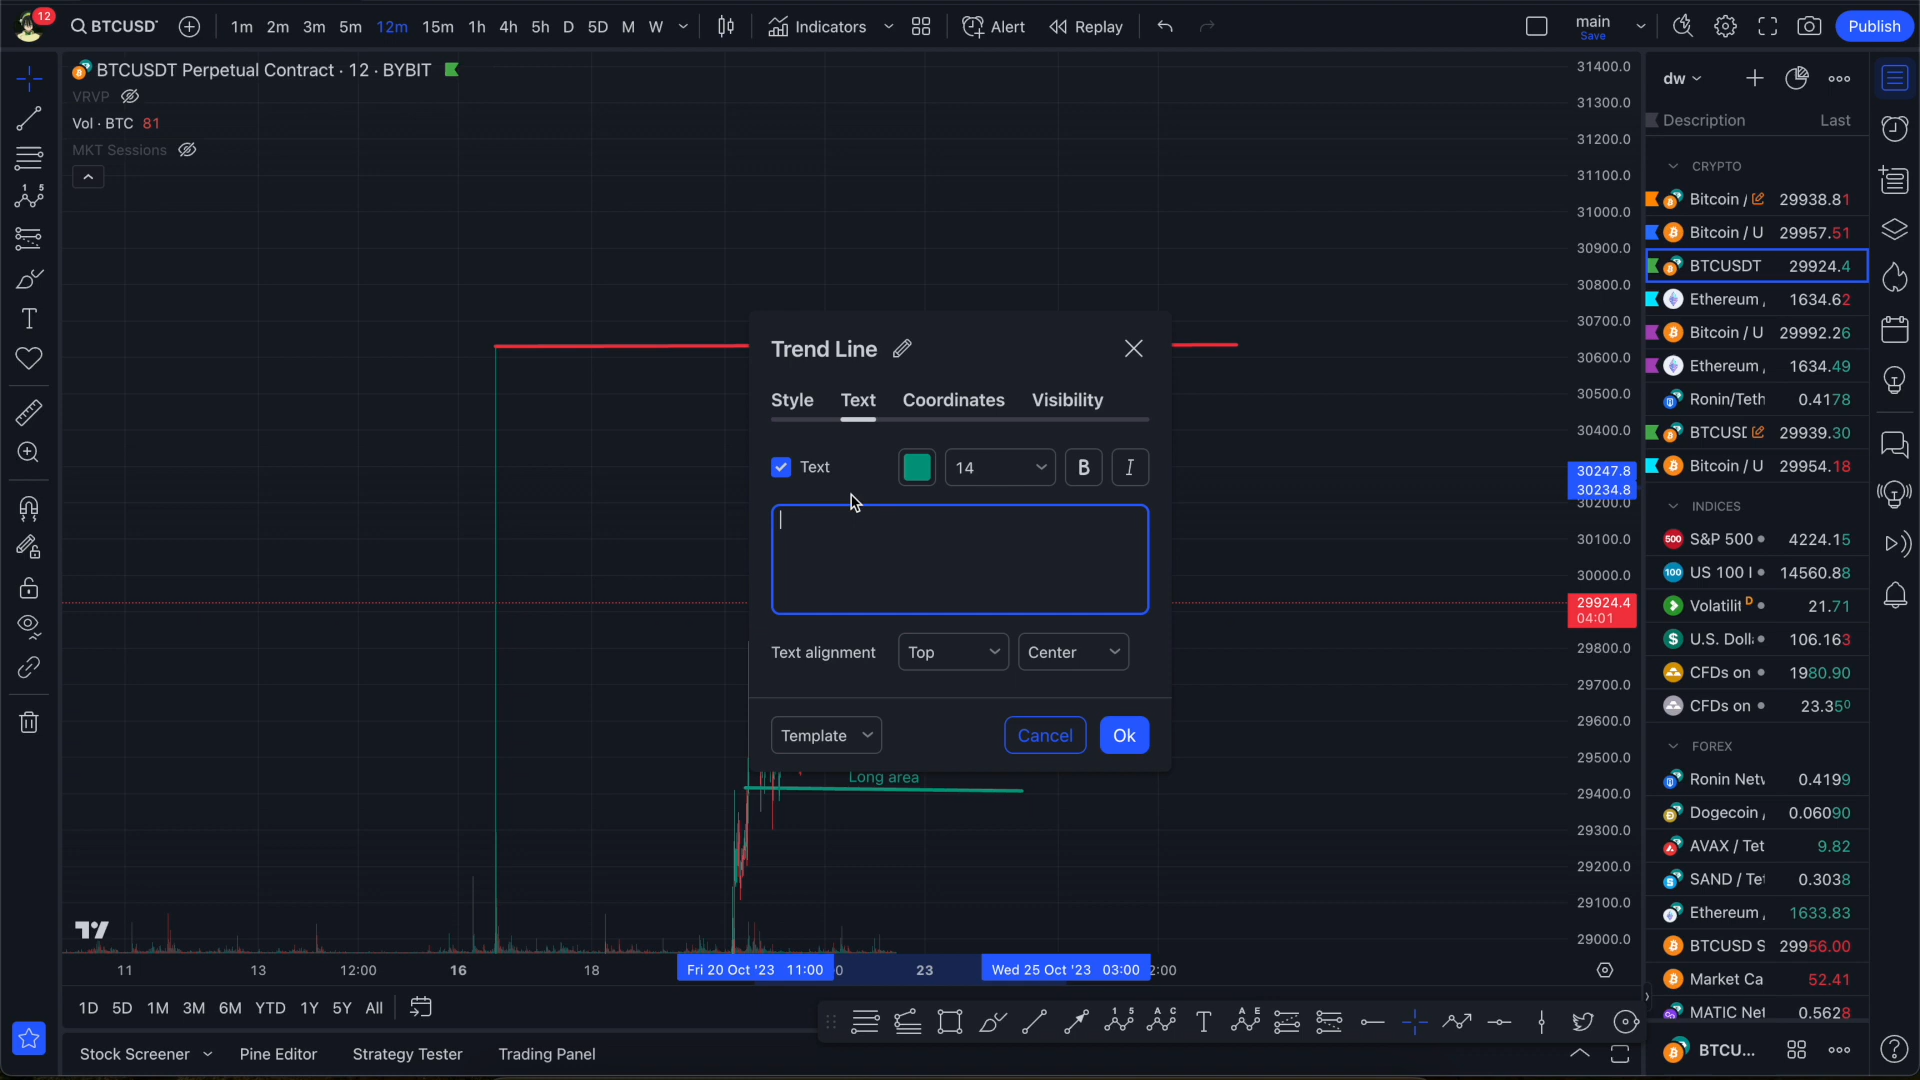 12
BTCUSDT
1m 2m 3m 5m 12m 15m 1h 4h 5h D 5D M W
Indicators
Alert
Replay
main
Save
Publish
BTCUSDT Perpetual Contract · 12 · BYBIT
VRVP
Vol · BTC 81
MKT Sessions
31400.0
31300.0
31200.0
31100.0
31000.0
30900.0
30800.0
30700.0
30600.0
30500.0
30400.0
30247.8
30234.8
30200.0
30100.0
30000.0
29924.4
04:01
29800.0
29700.0
29600.0
29500.0
29400.0
29300.0
29200.0
29100.0
29000.0
Trend Line
Style Text Coordinates Visibility
Text 14 B I
Text alignment Top Center
Template Cancel Ok
Long area
11 13 12:00 16 18 Fri 20 Oct '23 11:00 0 23 Wed 25 Oct '23 03:00 2:00
1D 5D 1M 3M 6M YTD 1Y 5Y All
Stock Screener Pine Editor Strategy Tester Trading Panel
dw
Description Last
CRYPTO
Bitcoin / 29938.81
Bitcoin / U 29957.51
BTCUSDT 29924.4
Ethereum 1634.62
Bitcoin / U 29992.26
Ethereum 1634.49
Ronin/Teth 0.4178
BTCUSD 29939.30
Bitcoin / U 29954.18
INDICES
500 S&P 500 4224.15
100 US 100 I 14560.88
Volatilit D 21.71
U.S. Doll 106.163
CFDs on 1980.90
CFDs on 23.350
FOREX
Ronin Netv 0.4199
Dogecoin 0.06090
AVAX / Tet 9.82
SAND / Te 0.3038
Ethereum 1633.83
BTCUSD S 29956.00
Market Ca 52.41
MATIC Net 0.5628
BTCU...